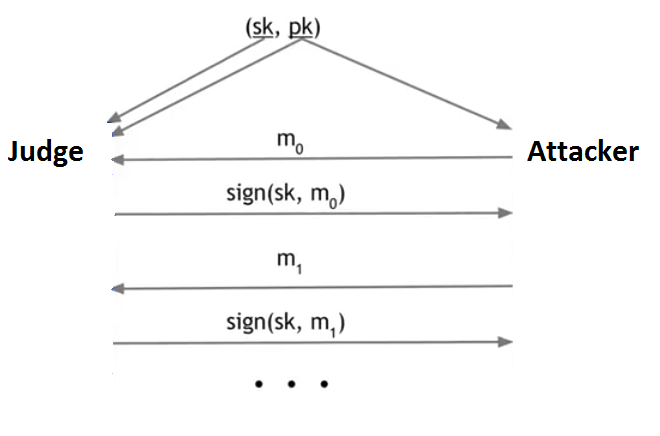 (sk, pk)
Judge
Attacker
m₀
sign(sk, m₀)
m₁
sign(sk, m₁)
. . .